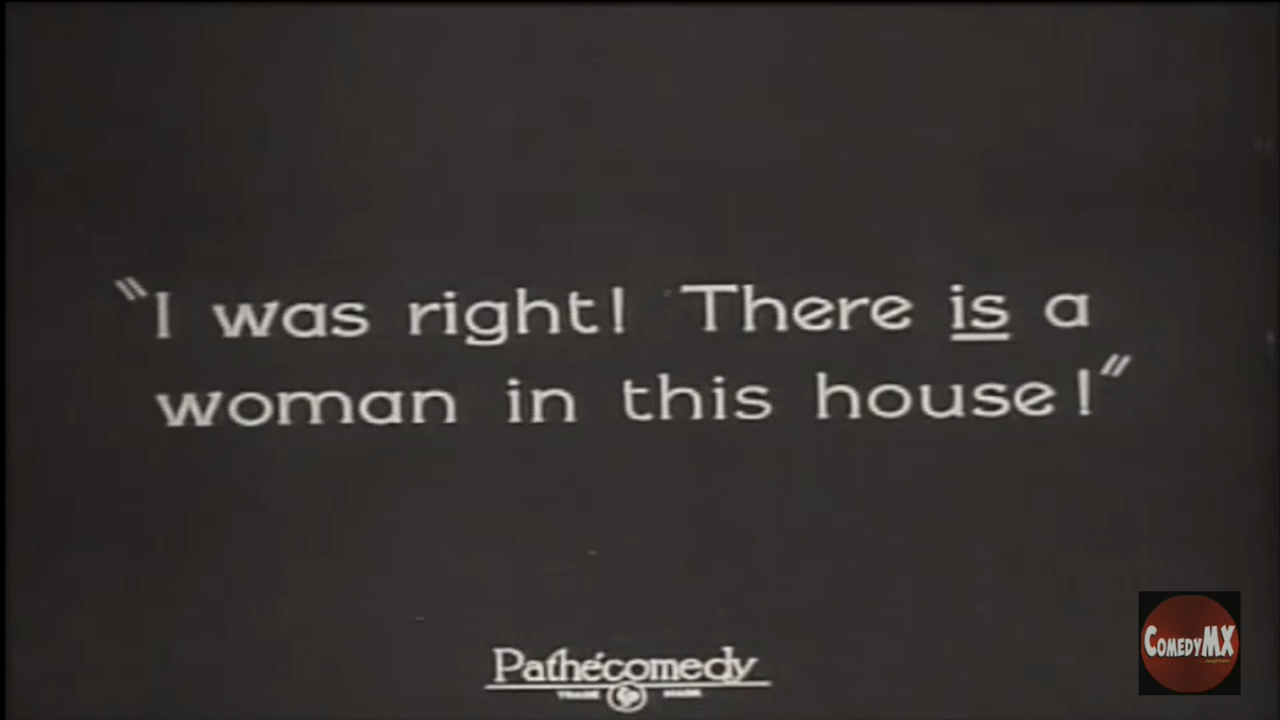 "I was right! There is a
woman in this house!"
Pathécomedy
TRADE MARK
COMEDYMX